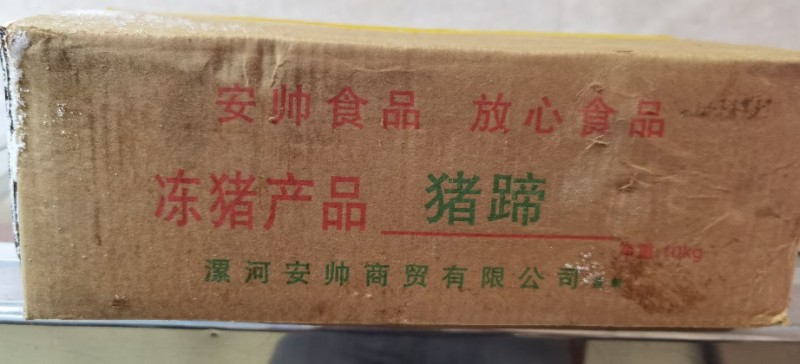 安帅食品 放心食品
冻猪产品 猪蹄
净重:10kg
漯河安帅商贸有限公司